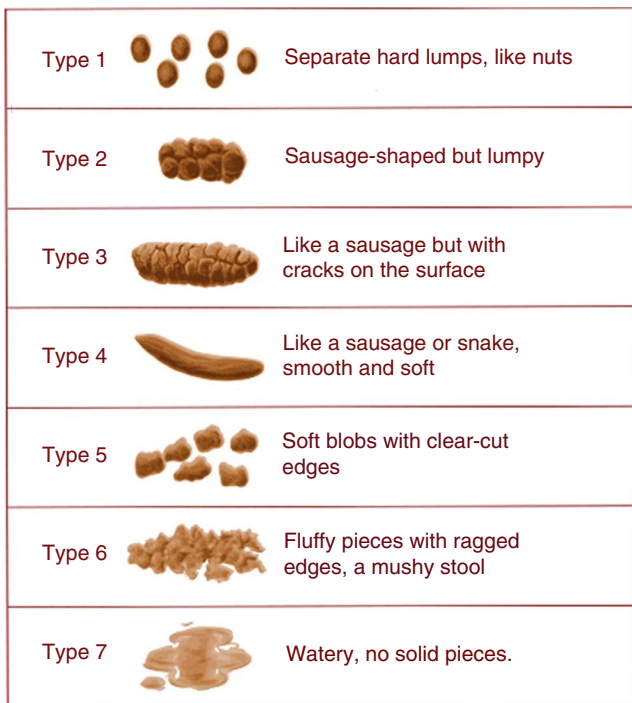 Type 1
Separate hard lumps, like nuts
Type 2
Sausage-shaped but lumpy
Type 3
Like a sausage but with
cracks on the surface
Type 4
Like a sausage or snake,
smooth and soft
Type 5
Soft blobs with clear-cut
edges
Type 6
Fluffy pieces with ragged
edges, a mushy stool
Type 7
Watery, no solid pieces.